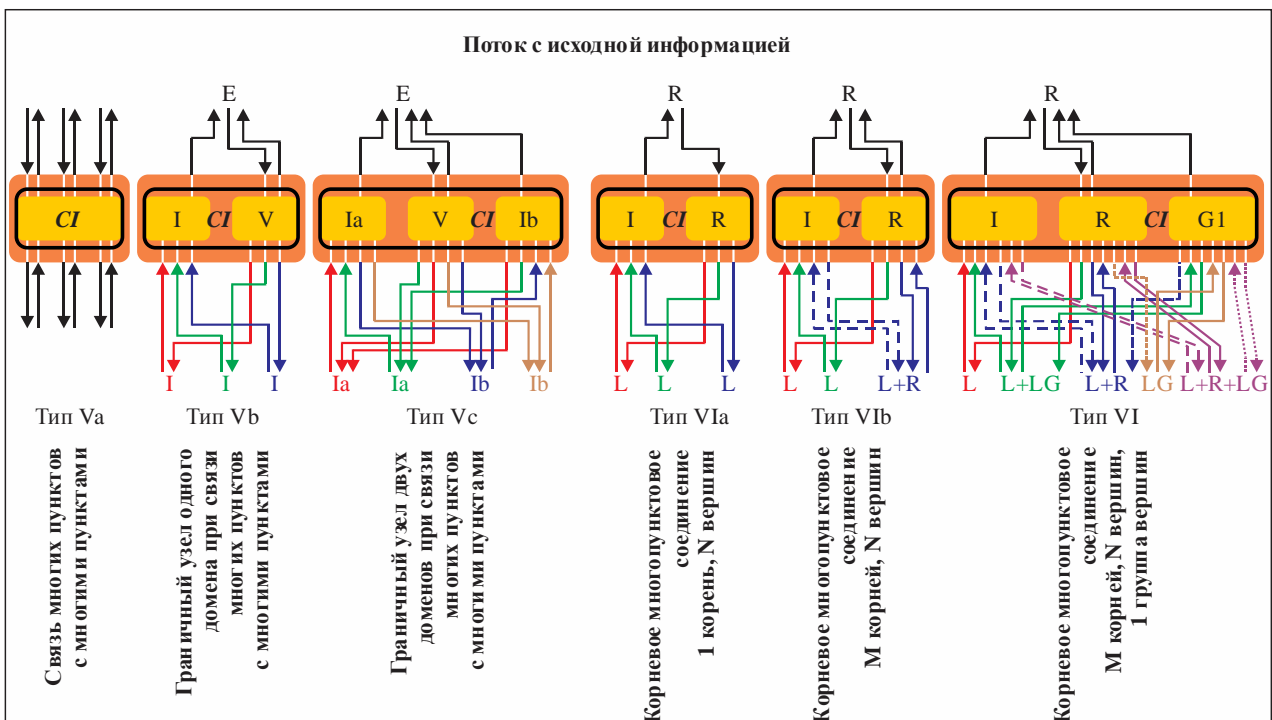 Поток с исходной информацией
E E R R R
CI I CI V Ia V CI Ib I CI R I CI R I R CI G1
I I I Ia Ia Ib Ib L L L L L L+R L L+LG L+R LG L+R+LG
Тип Va Тип Vb Тип Vc Тип VIa Тип VIb Тип VI
Связь многих пунктов
с многими пунктами
Граничный узел одного
домена при связи
многих пунктов
с многими пунктами
Граничный узел двух
доменов при связи
многих пунктов
с многими пунктами
Корневое многопунктовое
соединение
1 корень, N вершин
Корневое многопунктовое
соединение
M корней, N вершин
Корневое многопунктовое
соединение
M корней, N вершин,
1 группа вершин